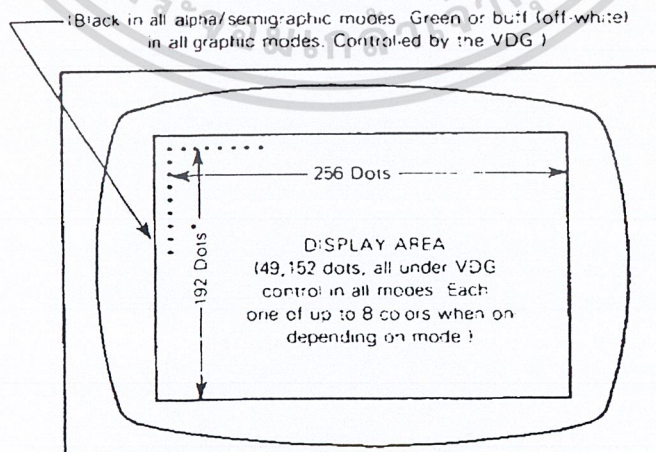 (Black in all alpha/semigraphic modes. Green or buff (off-white)
in all graphic modes. Controlled by the VDG.)
256 Dots
192 Dots*
DISPLAY AREA
(49,152 dots, all under VDG
control in all modes. Each
one of up to 8 colors when on
depending on mode.)